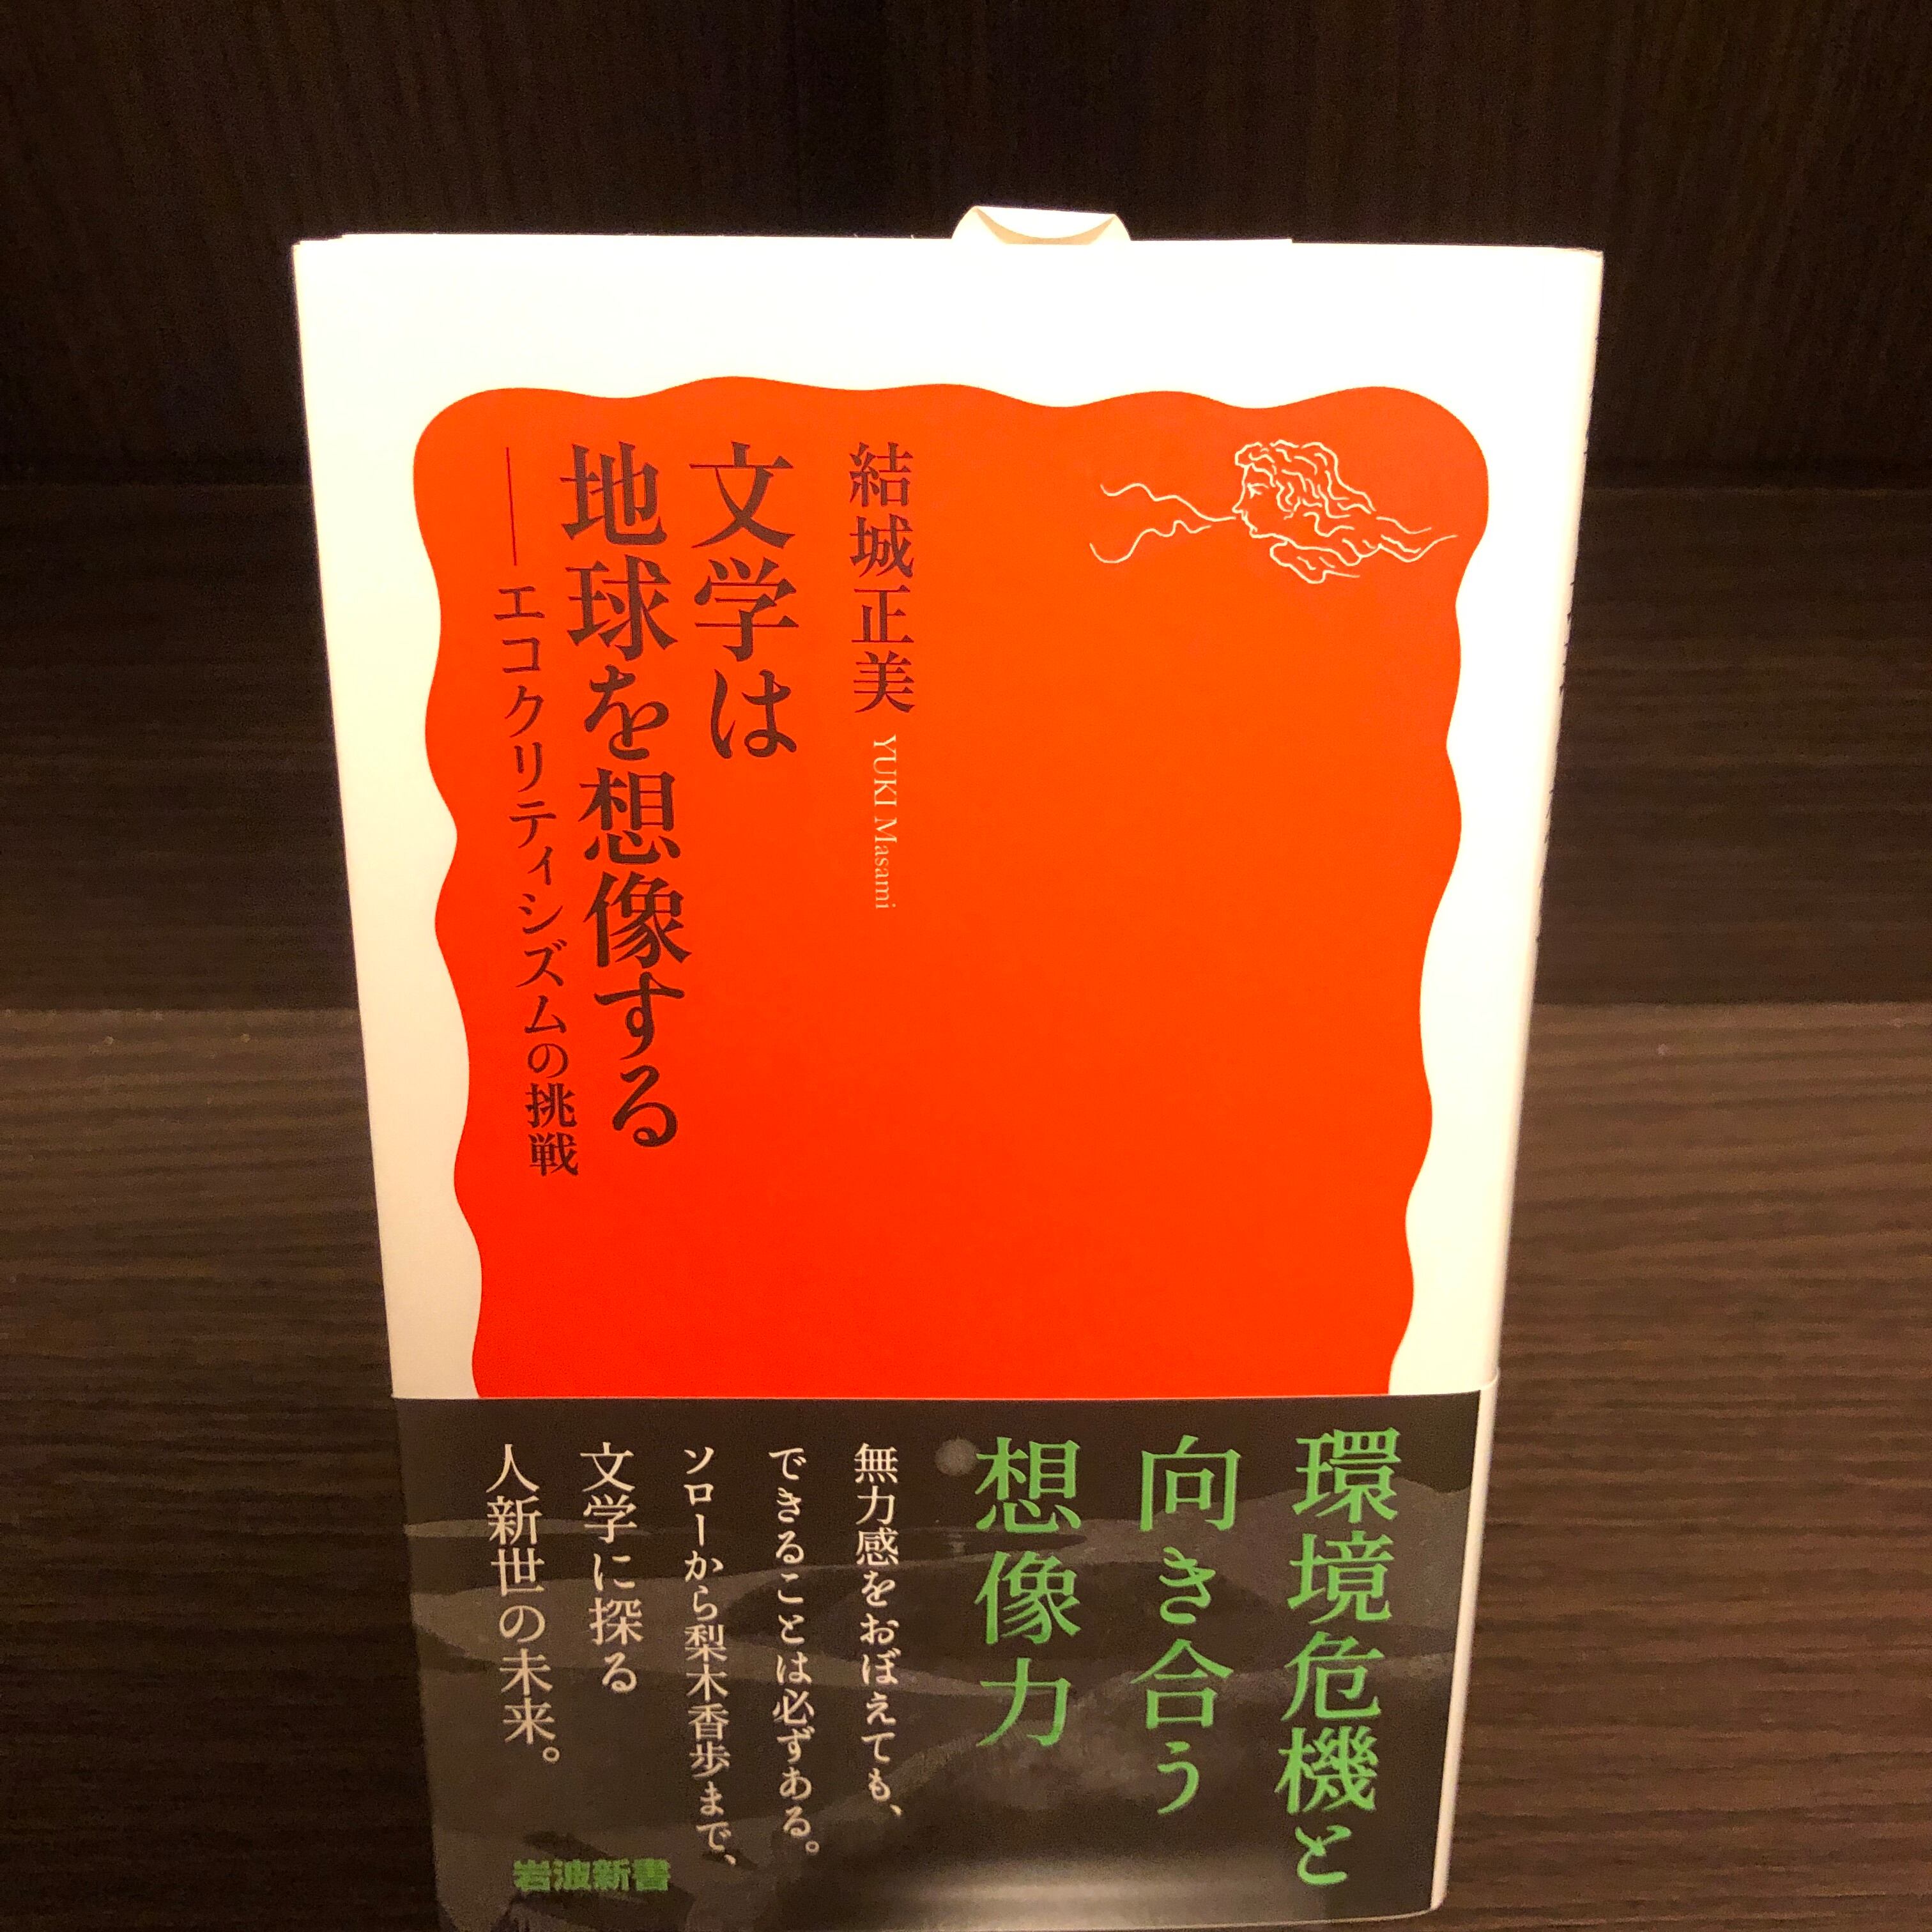 結城正美 YUKI Masami
文学は
地球を想像する
――エコクリティシズムの挑戦
環境危機と
向き合う
想像力
無力感をおぼえても、
できることは必ずある。
ソローから梨木香歩まで、
文学に探る
人新世の未来。
岩波新書